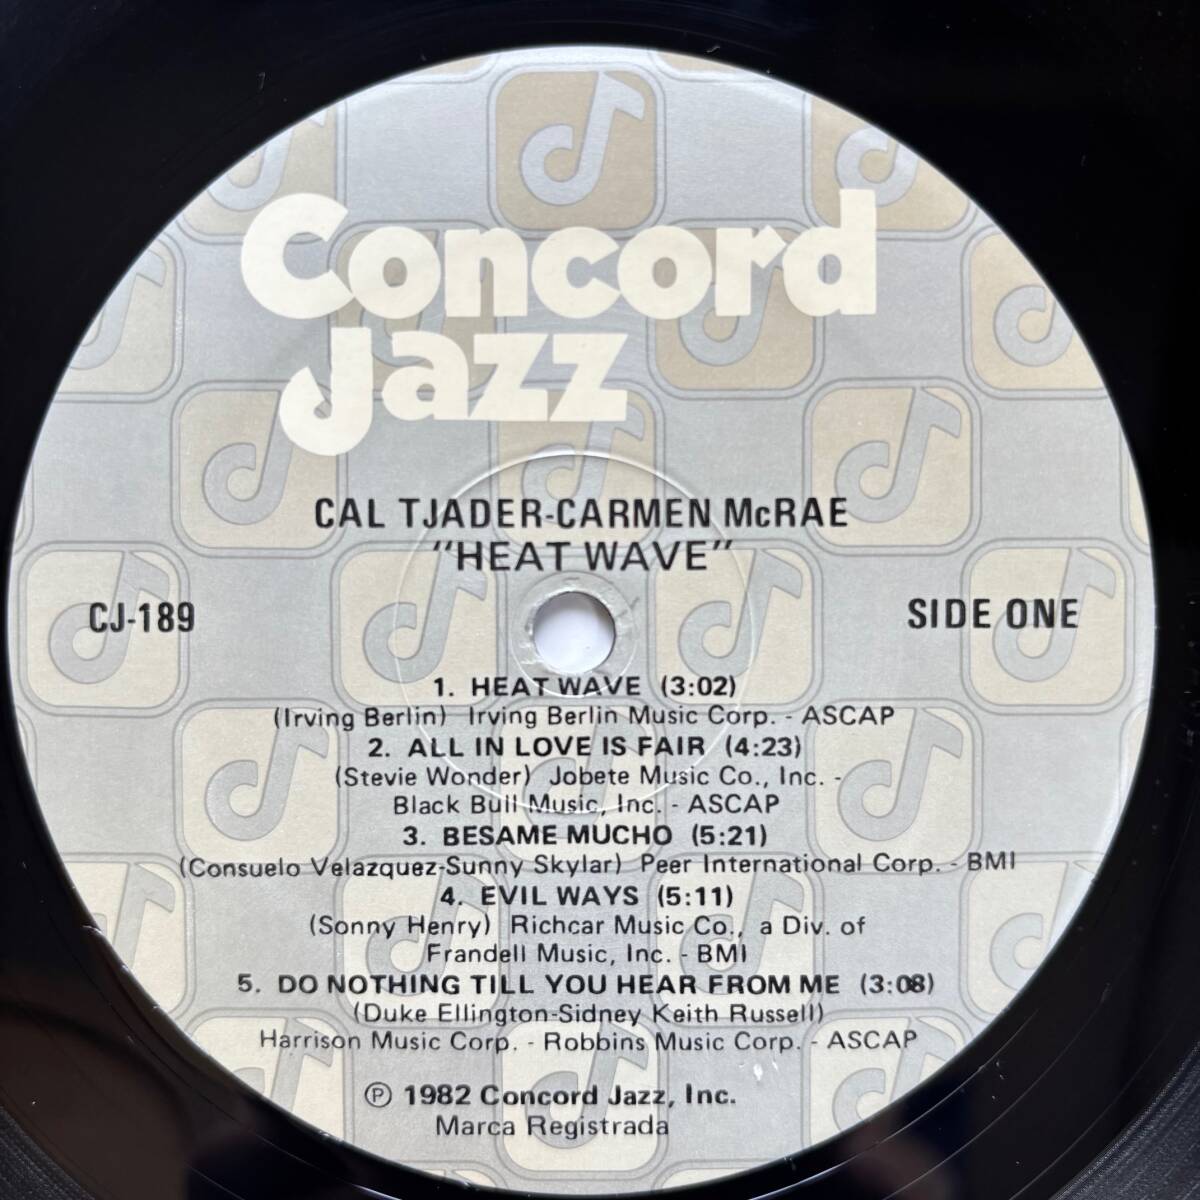 Concord
Jazz
CAL TJADER-CARMEN McRAE
"HEAT WAVE"
CJ-189
SIDE ONE
1. HEAT WAVE (3:02)
(Irving Berlin) Irving Berlin Music Corp. - ASCAP
2. ALL IN LOVE IS FAIR (4:23)
(Stevie Wonder) Jobete Music Co., Inc. -
Black Bull Music, Inc. - ASCAP
3. BESAME MUCHO (5:21)
(Consuelo Velazquez-Sunny Skylar) Peer International Corp. - BMI
4. EVIL WAYS (5:11)
(Sonny Henry) Richcar Music Co., a Div. of
Frandell Music, Inc. - BMI
5. DO NOTHING TILL YOU HEAR FROM ME (3:08)
(Duke Ellington-Sidney Keith Russell)
Harrison Music Corp. - Robbins Music Corp. - ASCAP
℗ 1982 Concord Jazz, Inc.
Marca Registrada